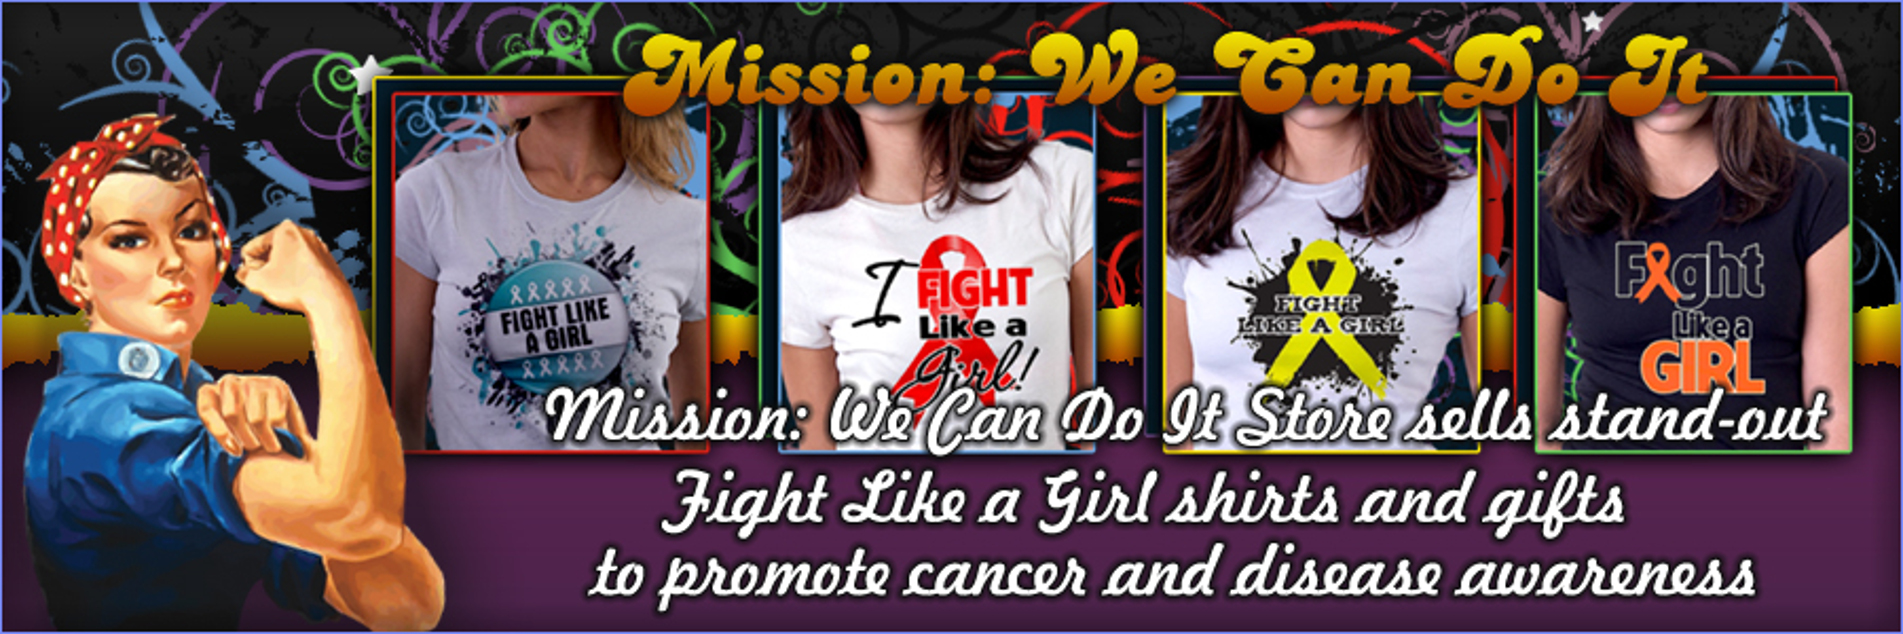 Mission: We Can Do It
FIGHT LIKE
A GIRL
I FIGHT
Like a
Girl!
FIGHT
LIKE A GIRL
Fight
Like a
GIRL
Mission: We Can Do It Store sells stand-out
Fight Like a Girl shirts and gifts
to promote cancer and disease awareness